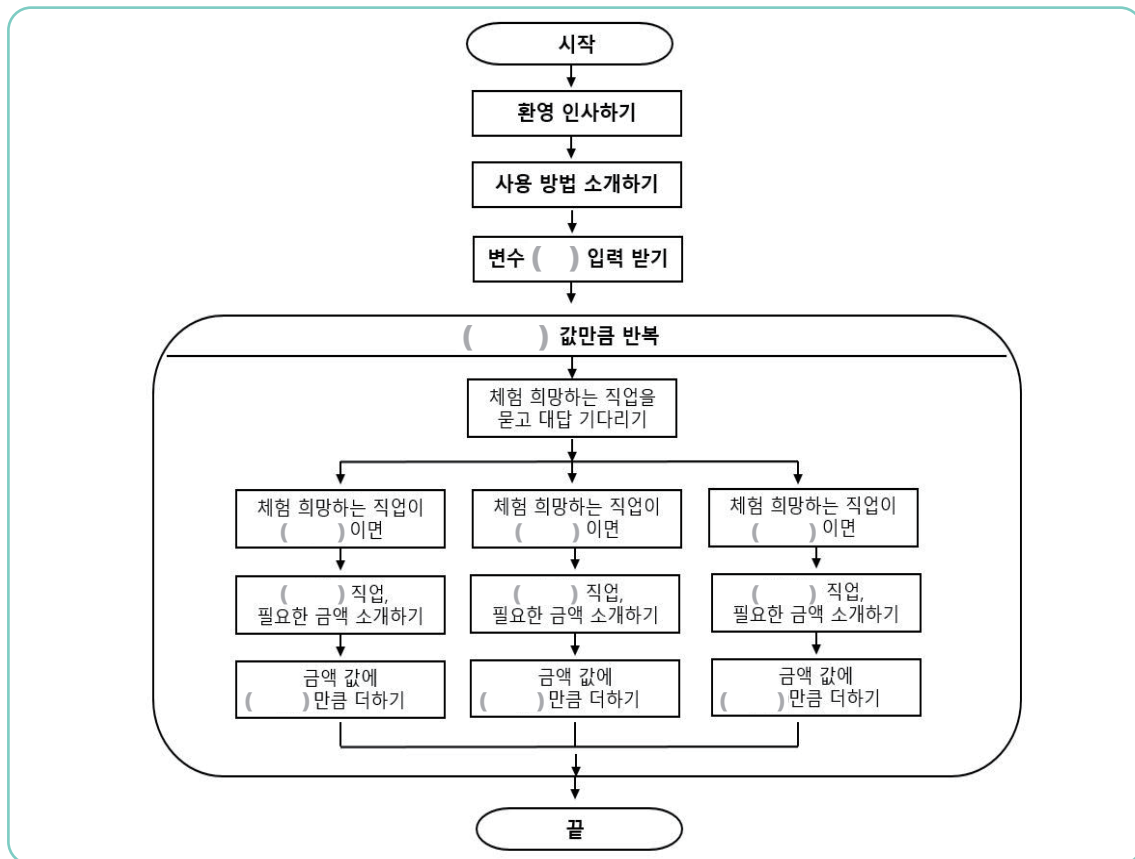 시작
환영 인사하기
사용 방법 소개하기
변수 (    ) 입력 받기
(        ) 값만큼 반복
체험 희망하는 직업을
묻고 대답 기다리기
체험 희망하는 직업이
(        ) 이면
체험 희망하는 직업이
(        ) 이면
체험 희망하는 직업이
(        ) 이면
(        ) 직업,
필요한 금액 소개하기
(        ) 직업,
필요한 금액 소개하기
(        ) 직업,
필요한 금액 소개하기
금액 값에
(        ) 만큼 더하기
금액 값에
(        ) 만큼 더하기
금액 값에
(        ) 만큼 더하기
끝